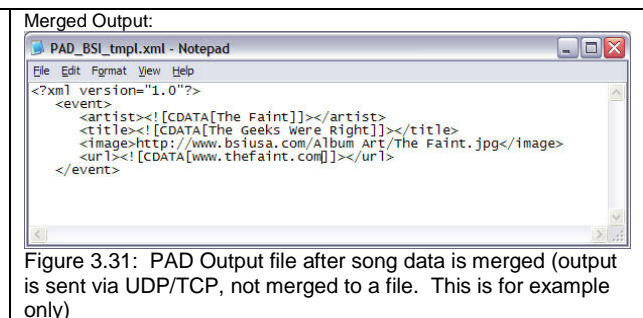 Merged Output:
PAD_BSI_tmpl.xml - Notepad
File Edit Format View Help
<?xml version="1.0"?>
<event>
<artist><![CDATA[The Faint]]></artist>
<title><![CDATA[The Geeks Were Right]]></title>
<image>http://www.bsiusa.com/Album Art/The Faint.jpg</image>
<url><![CDATA[www.thefaint.com]]></url>
</event>
Figure 3.31: PAD Output file after song data is merged (output
is sent via UDP/TCP, not merged to a file. This is for example
only)